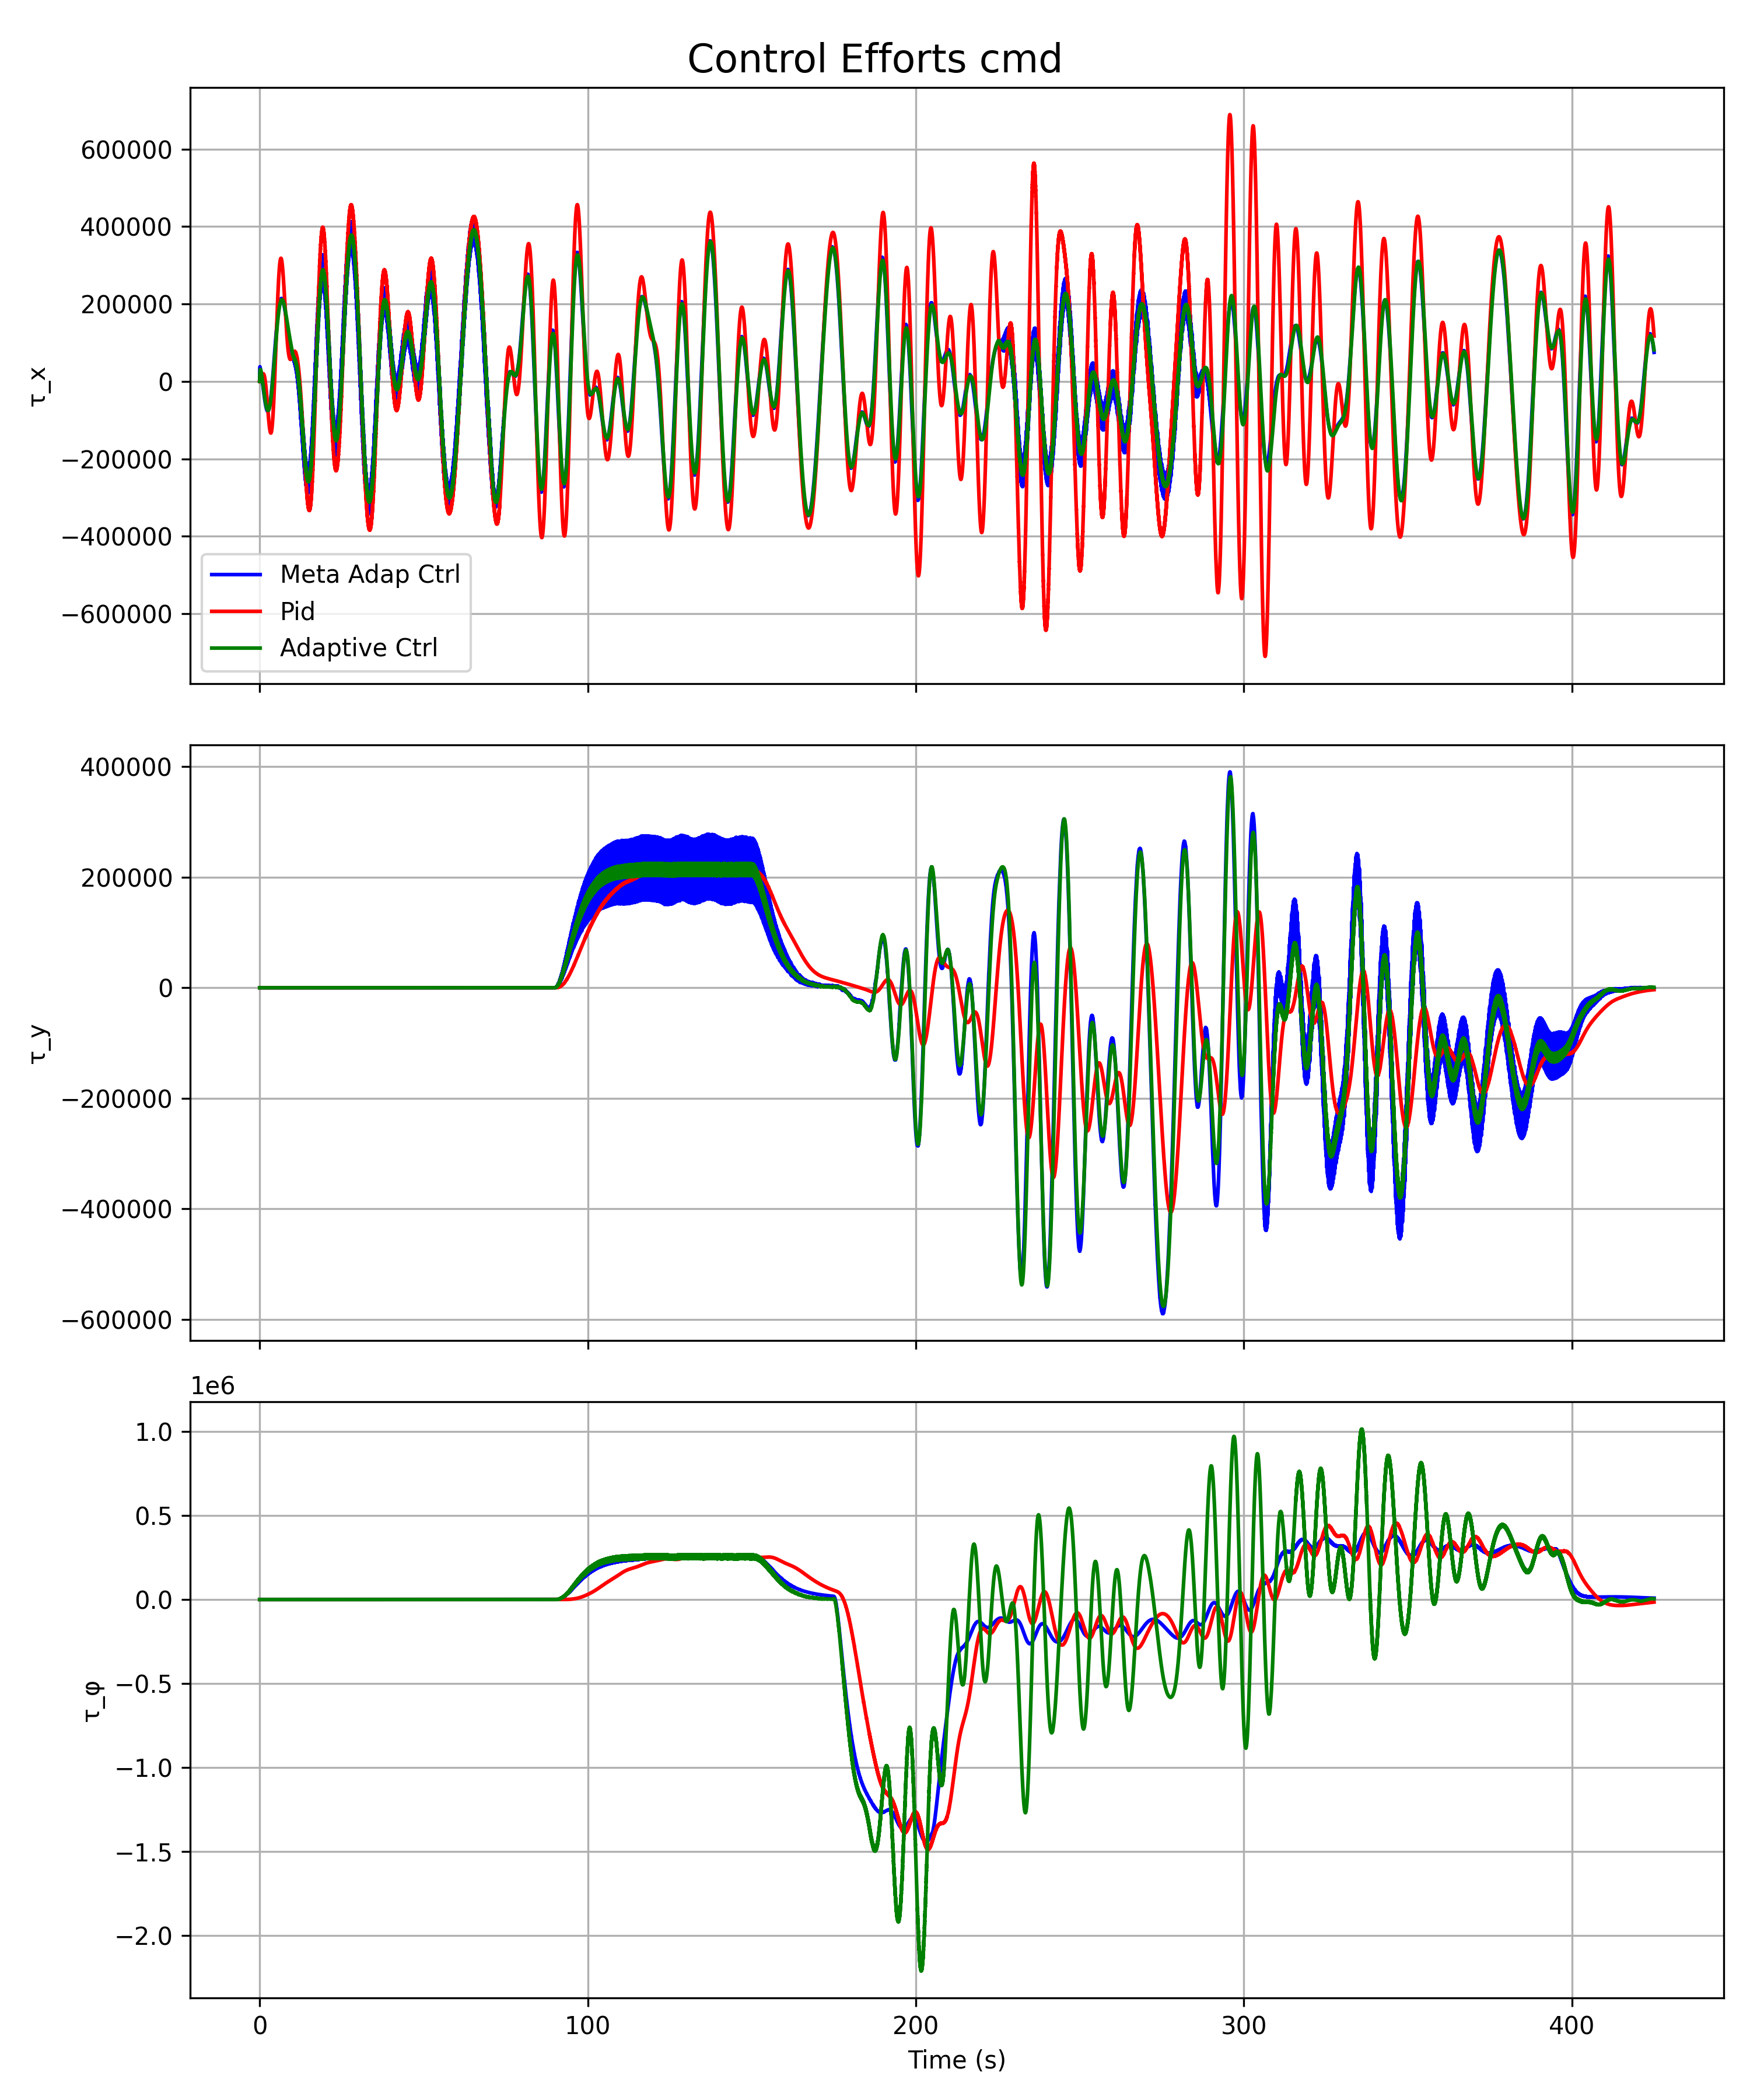 Control Efforts cmd
600000
400000
200000
0
−200000
−400000
−600000
τ_x
Meta Adap Ctrl
Pid
Adaptive Ctrl
400000
200000
0
−200000
−400000
−600000
τ_y
1e6
1.0
0.5
0.0
−0.5
−1.0
−1.5
−2.0
τ_φ
0 100 200 300 400
Time (s)